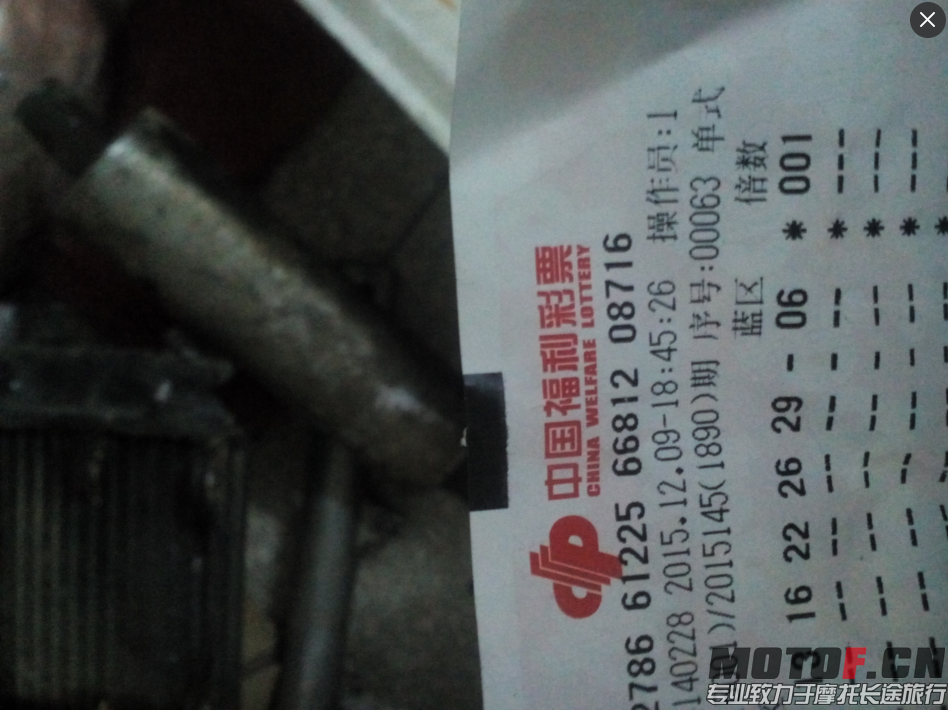 中国福利彩票
CHINA WELFARE LOTTERY
2786 61225 66812 08716
140228 2015.12.09-18:45:26 操作员:1
)/2015145(1890)期 序号:00063 单式
蓝区 倍数
13 16 22 26 29 - 06 * 001
-- -- -- -- -- * ---
-- -- -- -- -- * ---
-- -- -- -- -- * ---
MOTOF.CN
专业致力于摩托长途旅行